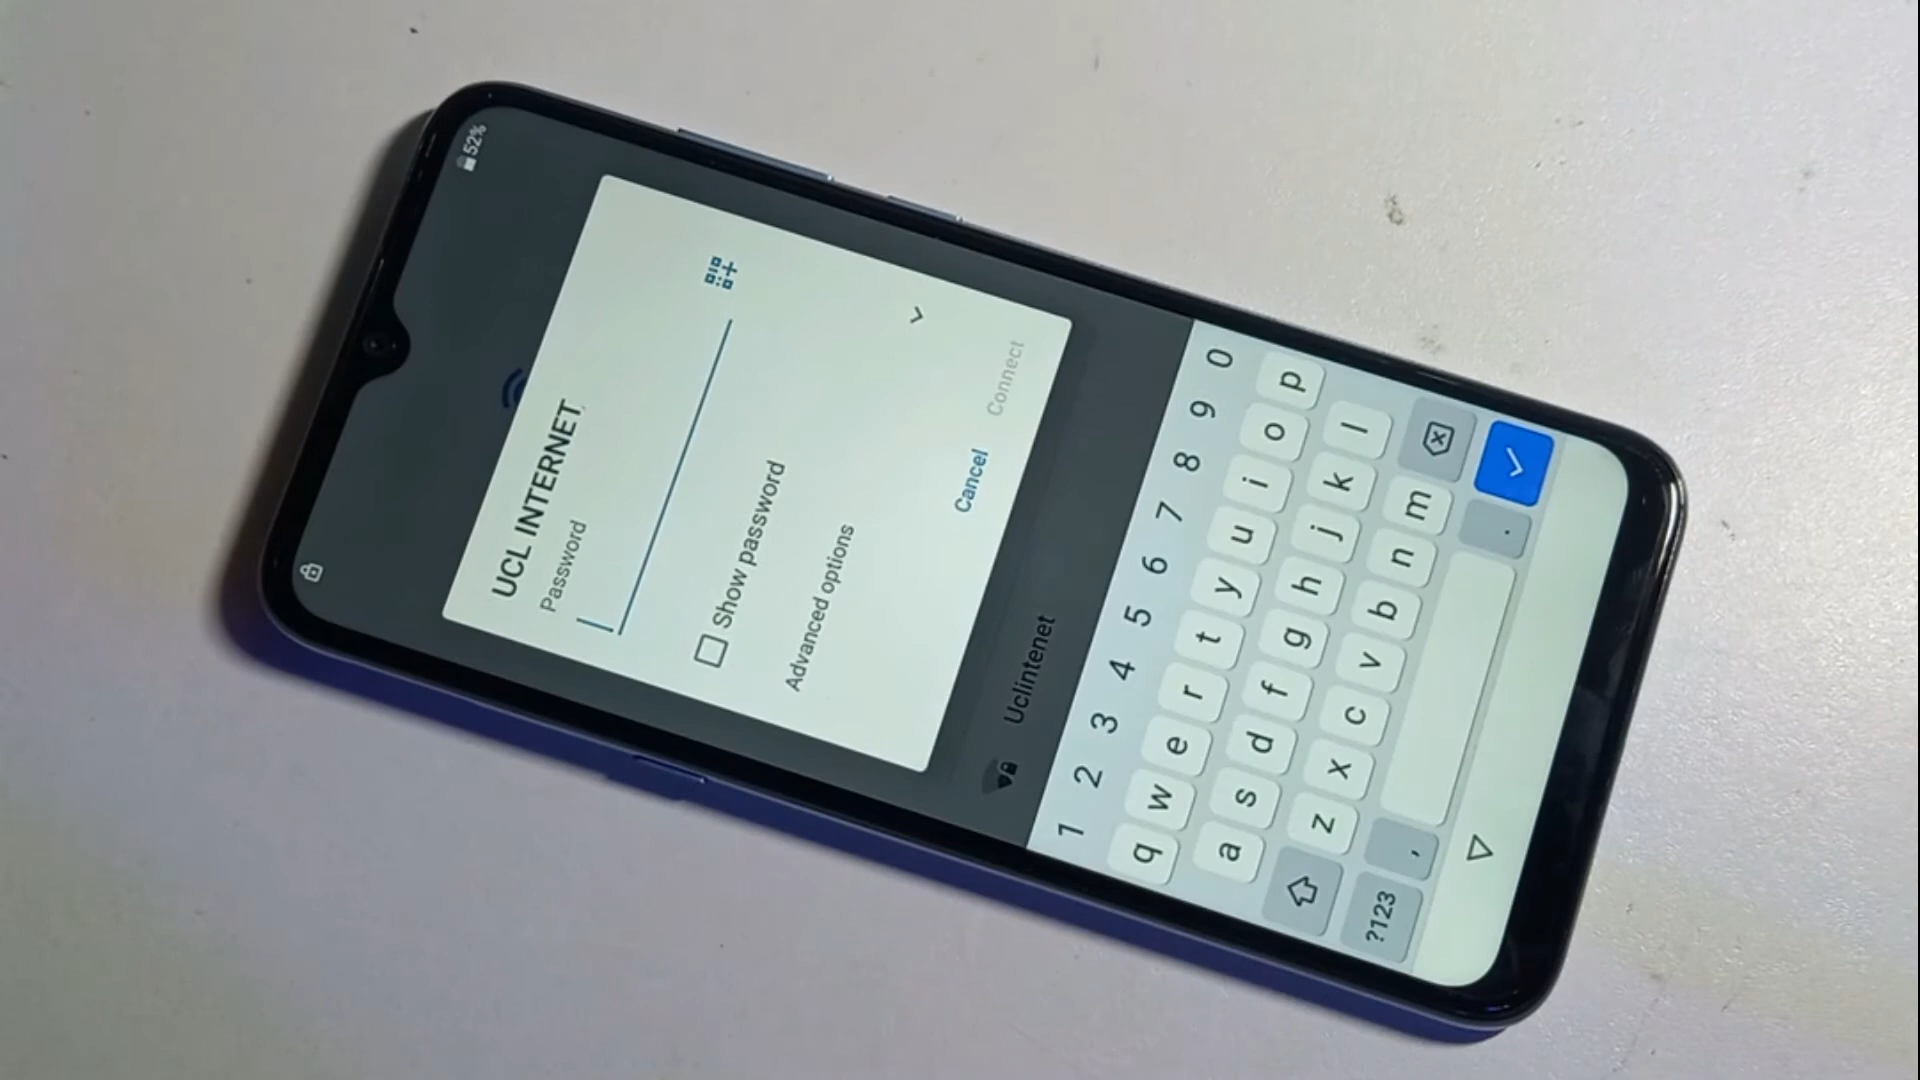 52%
UCL INTERNET
Password
Show password
Advanced options
Cancel Connect
Uclintenet
1 2 3 4 5 6 7 8 9 0
q w e r t y u i o p
a s d f g h j k l
z x c v b n m
?123 , .